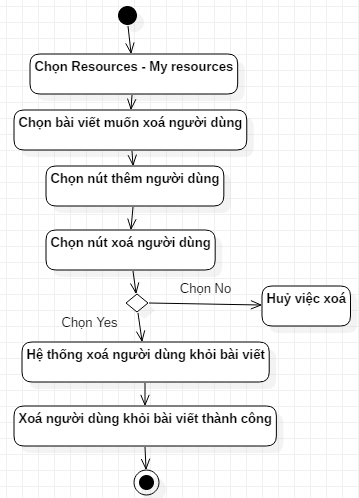 Chọn Resources - My resources
Chọn bài viết muốn xoá người dùng
Chọn nút thêm người dùng
Chọn nút xoá người dùng
Chọn No
Huỷ việc xoá
Chọn Yes
Hệ thống xoá người dùng khỏi bài viết
Xoá người dùng khỏi bài viết thành công